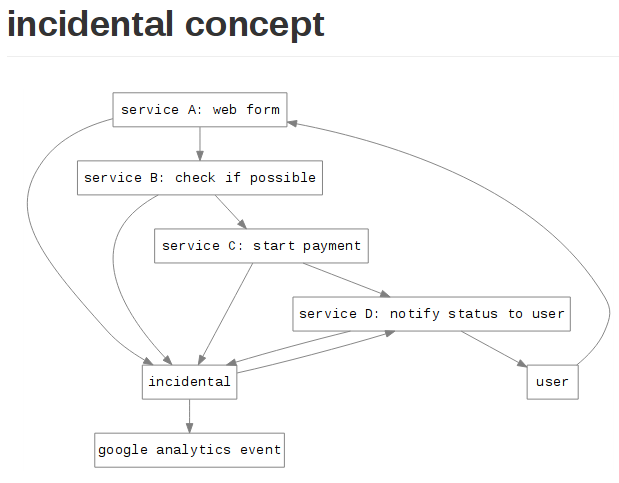 incidental concept
service A: web form
service B: check if possible
service C: start payment
service D: notify status to user
incidental
user
google analytics event